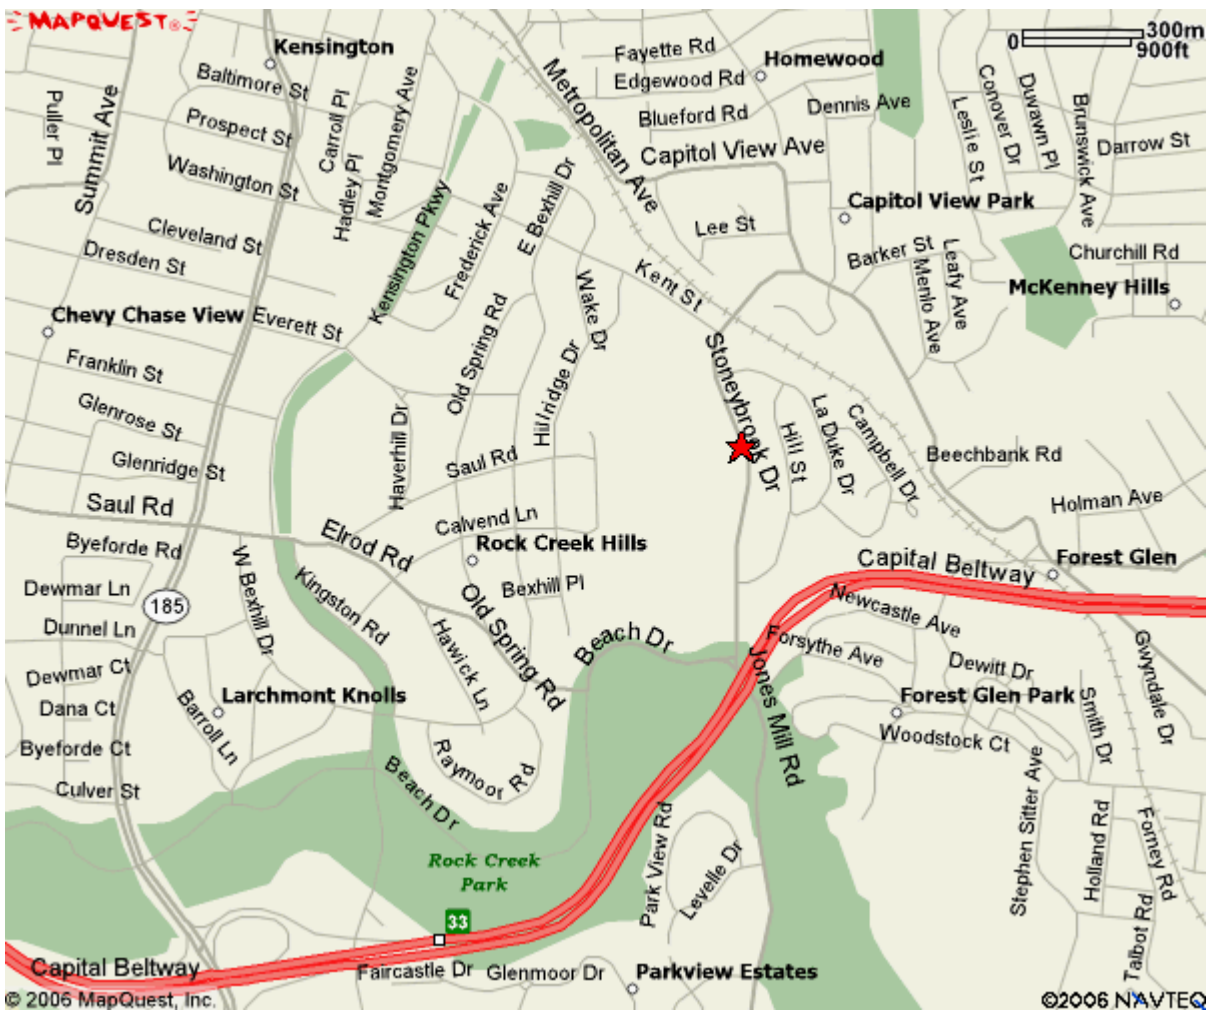 MAPQUEST®
300m
0
900ft
Kensington
Fayette Rd
Homewood
Metropolitan Ave
Edgewood Rd
Baltimore St
Puller Pl
Summit Ave
Carroll Pl
Montgomery Ave
Blueford Rd
Dennis Ave
Conover Dr
Duvawn Pl
Brunswick Ave
Leslie St
Prospect St
Capitol View Ave
Darrow St
Washington St
Hadley Pl
Kensington Pkwy
Frederick Ave
E Bexhill Dr
Capitol View Park
Lee St
Cleveland St
Barker St
Leafy Ave
Menlo Ave
Churchill Rd
Dresden St
Wake Dr
Kent St
McKenney Hills
Chevy Chase View
Everett St
Old Spring Rd
Hillridge Dr
Stoneybrook Dr
Franklin St
Haverhill Dr
Hill St
La Duke Dr
Campbell Dr
Glenrose St
Beechbank Rd
Glenridge St
Saul Rd
Holman Ave
Saul Rd
Calvend Ln
Elrod Rd
Byeforde Rd
W Bexhill Dr
Rock Creek Hills
Capital Beltway
Forest Glen
Dewmar Ln
Kingston Rd
Bexhill Pl
185
Newcastle Ave
Dunnel Ln
Hawick Ln
Old Spring Rd
Beach Dr
Forsythe Ave
Gwyndale Dr
Dewmar Ct
Jones Mill Rd
Dewitt Dr
Larchmont Knolls
Forest Glen Park
Smith Dr
Dana Ct
Barroll Ln
Woodstock Ct
Byeforde Ct
Raymoor Rd
Stephen Sitter Ave
Culver St
Beach Dr
Park View Rd
Levelle Dr
Holland Rd
Forney Rd
Rock Creek
Park
33
Talbot Rd
Capital Beltway
Faircastle Dr
Glenmoor Dr
Parkview Estates
© 2006 MapQuest, Inc.
©2006 NAVTEQ